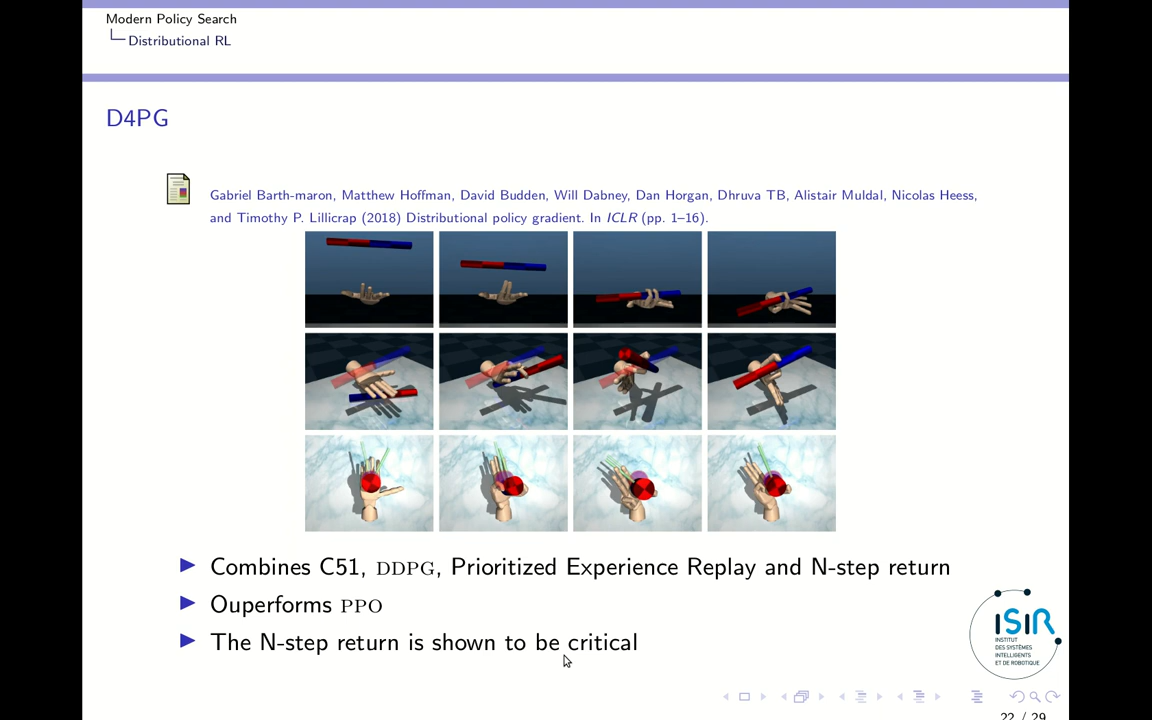 Modern Policy Search
Distributional RL
D4PG
Gabriel Barth-maron, Matthew Hoffman, David Budden, Will Dabney, Dan Horgan, Dhruva TB, Alistair Muldal, Nicolas Heess,
and Timothy P. Lillicrap (2018) Distributional policy gradient. In ICLR (pp. 1–16).
▶ Combines C51, DDPG, Prioritized Experience Replay and N-step return
▶ Ouperforms PPO
▶ The N-step return is shown to be critical
ISIR
INSTITUT
DES SYSTÈMES
INTELLIGENTS
ET DE ROBOTIQUE
22 / 29